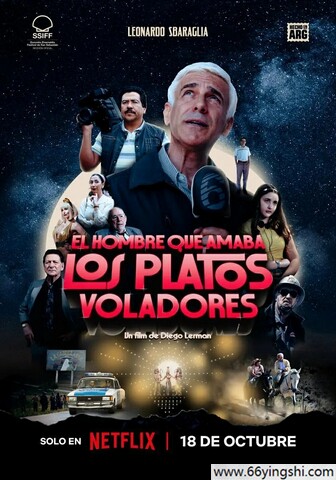 SSIFF
LEONARDO SBARAGLIA
HECHO EN
ARG
EL HOMBRE QUE AMABA
LOS PLATOS
VOLADORES
Un film de Diego Lerman
SOLO EN NETFLIX | 18 DE OCTUBRE
www.66yingshi.com